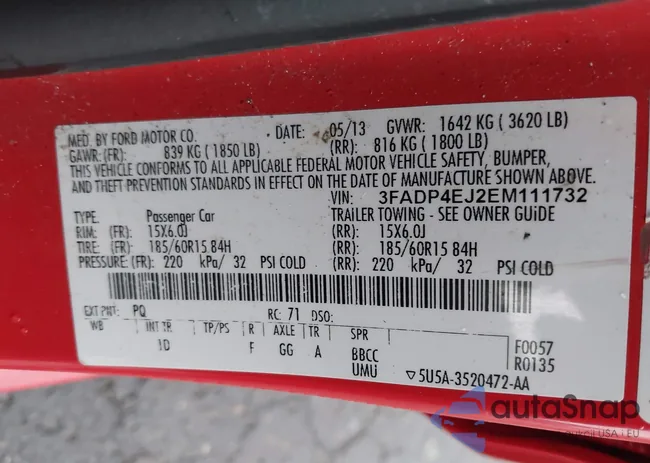 MFD. BY FORD MOTOR CO. DATE: 05/13 GVWR: 1642 KG ( 3620 LB)
GAWR: (FR): 839 KG ( 1850 LB) (RR): 816 KG ( 1800 LB)
THIS VEHICLE CONFORMS TO ALL APPLICABLE FEDERAL MOTOR VEHICLE SAFETY, BUMPER,
AND THEFT PREVENTION STANDARDS IN EFFECT ON THE DATE OF MANUFACTURE SHOWN ABOVE.
VIN: 3FADP4EJ2EM111732
TYPE: Passenger Car TRAILER TOWING - SEE OWNER GUIDE
RIM: (FR): 15X6.0J (RR): 15X6.0J
TIRE: (FR): 185/60R15 84H (RR): 185/60R15 84H
PRESSURE: (FR): 220 kPa/ 32 PSI COLD (RR): 220 kPa/ 32 PSI COLD
EXT PNT: PQ RC: 71 DSO:
WB INT TR TP/PS R AXLE TR SPR F0057
ID F GG A BBCC R0135
UMU 5U5A-3520472-AA
autoSnap
USA | EU